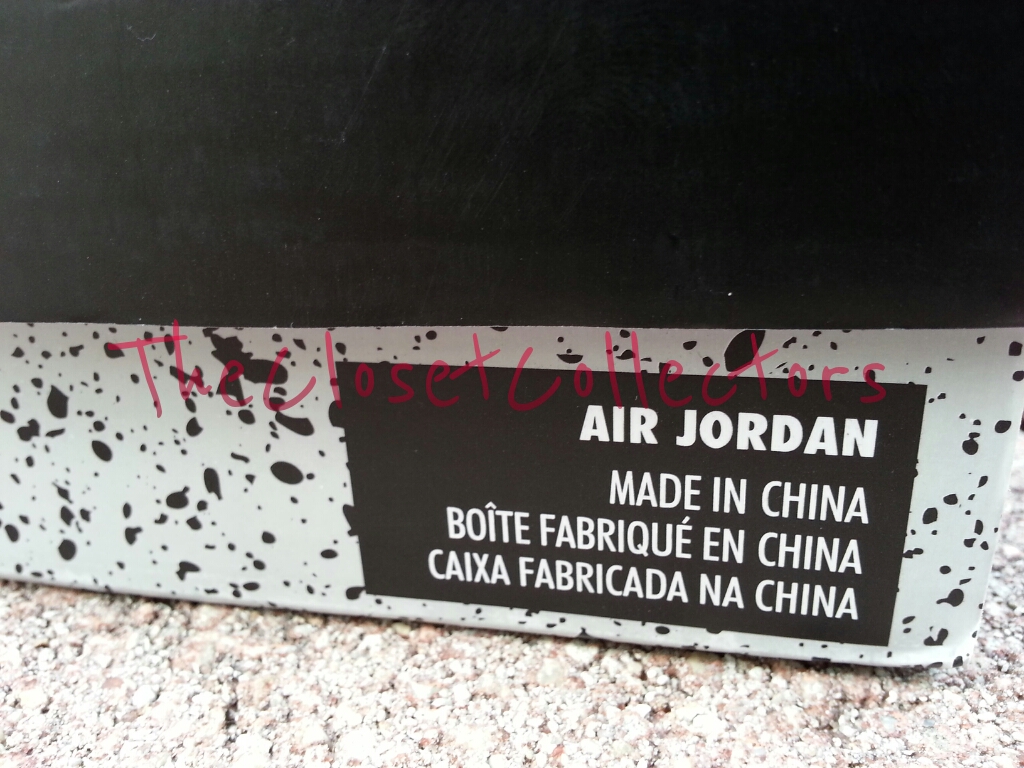 TheClosetCollectors
AIR JORDAN
MADE IN CHINA
BOÎTE FABRIQUÉ EN CHINA
CAIXA FABRICADA NA CHINA